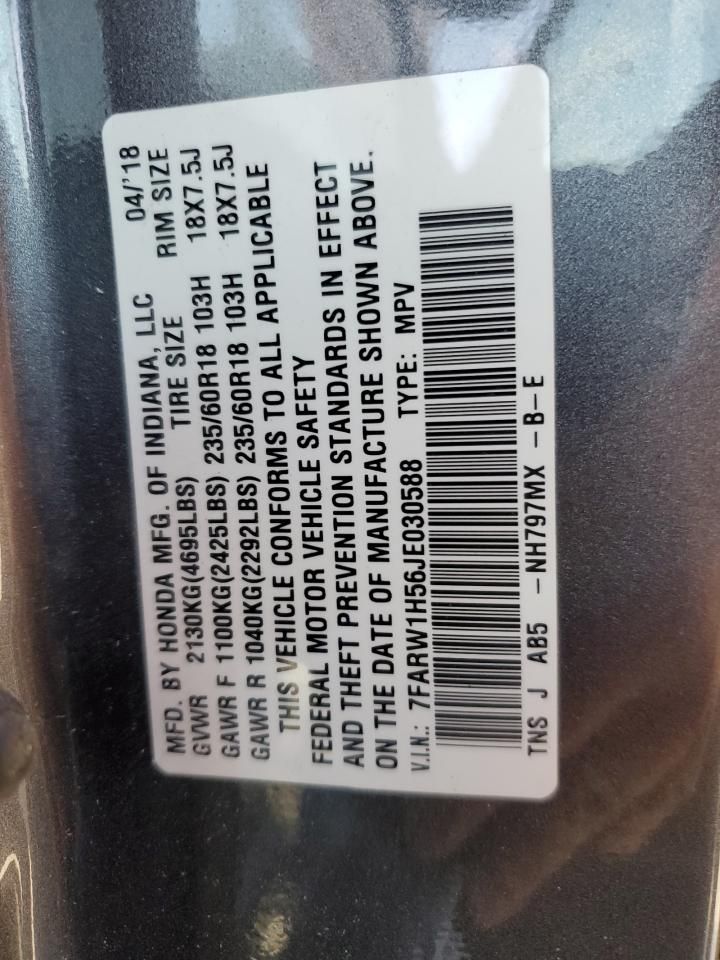 MFD. BY HONDA MFG. OF INDIANA, LLC 04/'18
GVWR 2130KG(4695LBS) TIRE SIZE RIM SIZE
GAWR F 1100KG(2425LBS) 235/60R18 103H 18X7.5J
GAWR R 1040KG(2292LBS) 235/60R18 103H 18X7.5J
THIS VEHICLE CONFORMS TO ALL APPLICABLE
FEDERAL MOTOR VEHICLE SAFETY
AND THEFT PREVENTION STANDARDS IN EFFECT
ON THE DATE OF MANUFACTURE SHOWN ABOVE.
V.I.N.: 7FARW1H56JE030588 TYPE: MPV
TNS J AB5 -NH797MX -B-E